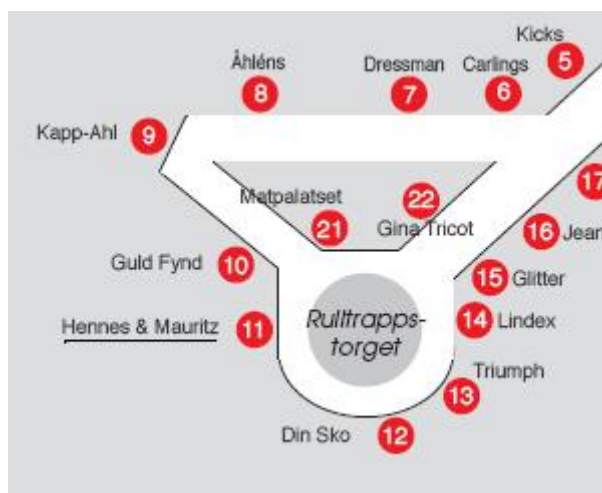 Kicks
5
Åhléns
8
Dressman
7
Carlings
6
Kapp-Ahl
9
17
Matpalatset
21
22
Gina Tricot
16
Jean
Guld Fynd
10
15
Glitter
Hennes & Mauritz
11
Rulltrapps-
torget
14
Lindex
Triumph
13
Din Sko
12